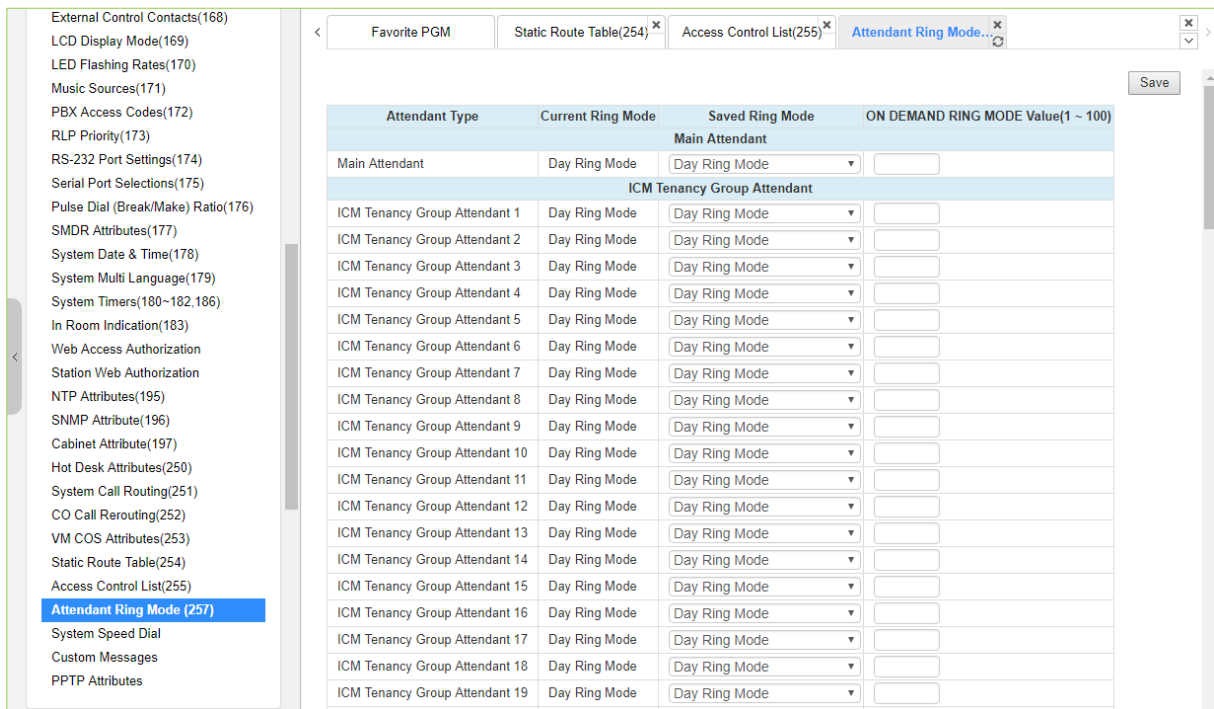 External Control Contacts(168)
LCD Display Mode(169)
LED Flashing Rates(170)
Music Sources(171)
PBX Access Codes(172)
RLP Priority(173)
RS-232 Port Settings(174)
Serial Port Selections(175)
Pulse Dial (Break/Make) Ratio(176)
SMDR Attributes(177)
System Date & Time(178)
System Multi Language(179)
System Timers(180~182,186)
In Room Indication(183)
Web Access Authorization
Station Web Authorization
NTP Attributes(195)
SNMP Attribute(196)
Cabinet Attribute(197)
Hot Desk Attributes(250)
System Call Routing(251)
CO Call Rerouting(252)
VM COS Attributes(253)
Static Route Table(254)
Access Control List(255)
Attendant Ring Mode (257)
System Speed Dial
Custom Messages
PPTP Attributes
Favorite PGM Static Route Table(254) Access Control List(255) Attendant Ring Mode...
Save
Attendant Type Current Ring Mode Saved Ring Mode ON DEMAND RING MODE Value(1 ~ 100)
Main Attendant
Main Attendant Day Ring Mode Day Ring Mode
ICM Tenancy Group Attendant
ICM Tenancy Group Attendant 1 Day Ring Mode Day Ring Mode
ICM Tenancy Group Attendant 2 Day Ring Mode Day Ring Mode
ICM Tenancy Group Attendant 3 Day Ring Mode Day Ring Mode
ICM Tenancy Group Attendant 4 Day Ring Mode Day Ring Mode
ICM Tenancy Group Attendant 5 Day Ring Mode Day Ring Mode
ICM Tenancy Group Attendant 6 Day Ring Mode Day Ring Mode
ICM Tenancy Group Attendant 7 Day Ring Mode Day Ring Mode
ICM Tenancy Group Attendant 8 Day Ring Mode Day Ring Mode
ICM Tenancy Group Attendant 9 Day Ring Mode Day Ring Mode
ICM Tenancy Group Attendant 10 Day Ring Mode Day Ring Mode
ICM Tenancy Group Attendant 11 Day Ring Mode Day Ring Mode
ICM Tenancy Group Attendant 12 Day Ring Mode Day Ring Mode
ICM Tenancy Group Attendant 13 Day Ring Mode Day Ring Mode
ICM Tenancy Group Attendant 14 Day Ring Mode Day Ring Mode
ICM Tenancy Group Attendant 15 Day Ring Mode Day Ring Mode
ICM Tenancy Group Attendant 16 Day Ring Mode Day Ring Mode
ICM Tenancy Group Attendant 17 Day Ring Mode Day Ring Mode
ICM Tenancy Group Attendant 18 Day Ring Mode Day Ring Mode
ICM Tenancy Group Attendant 19 Day Ring Mode Day Ring Mode